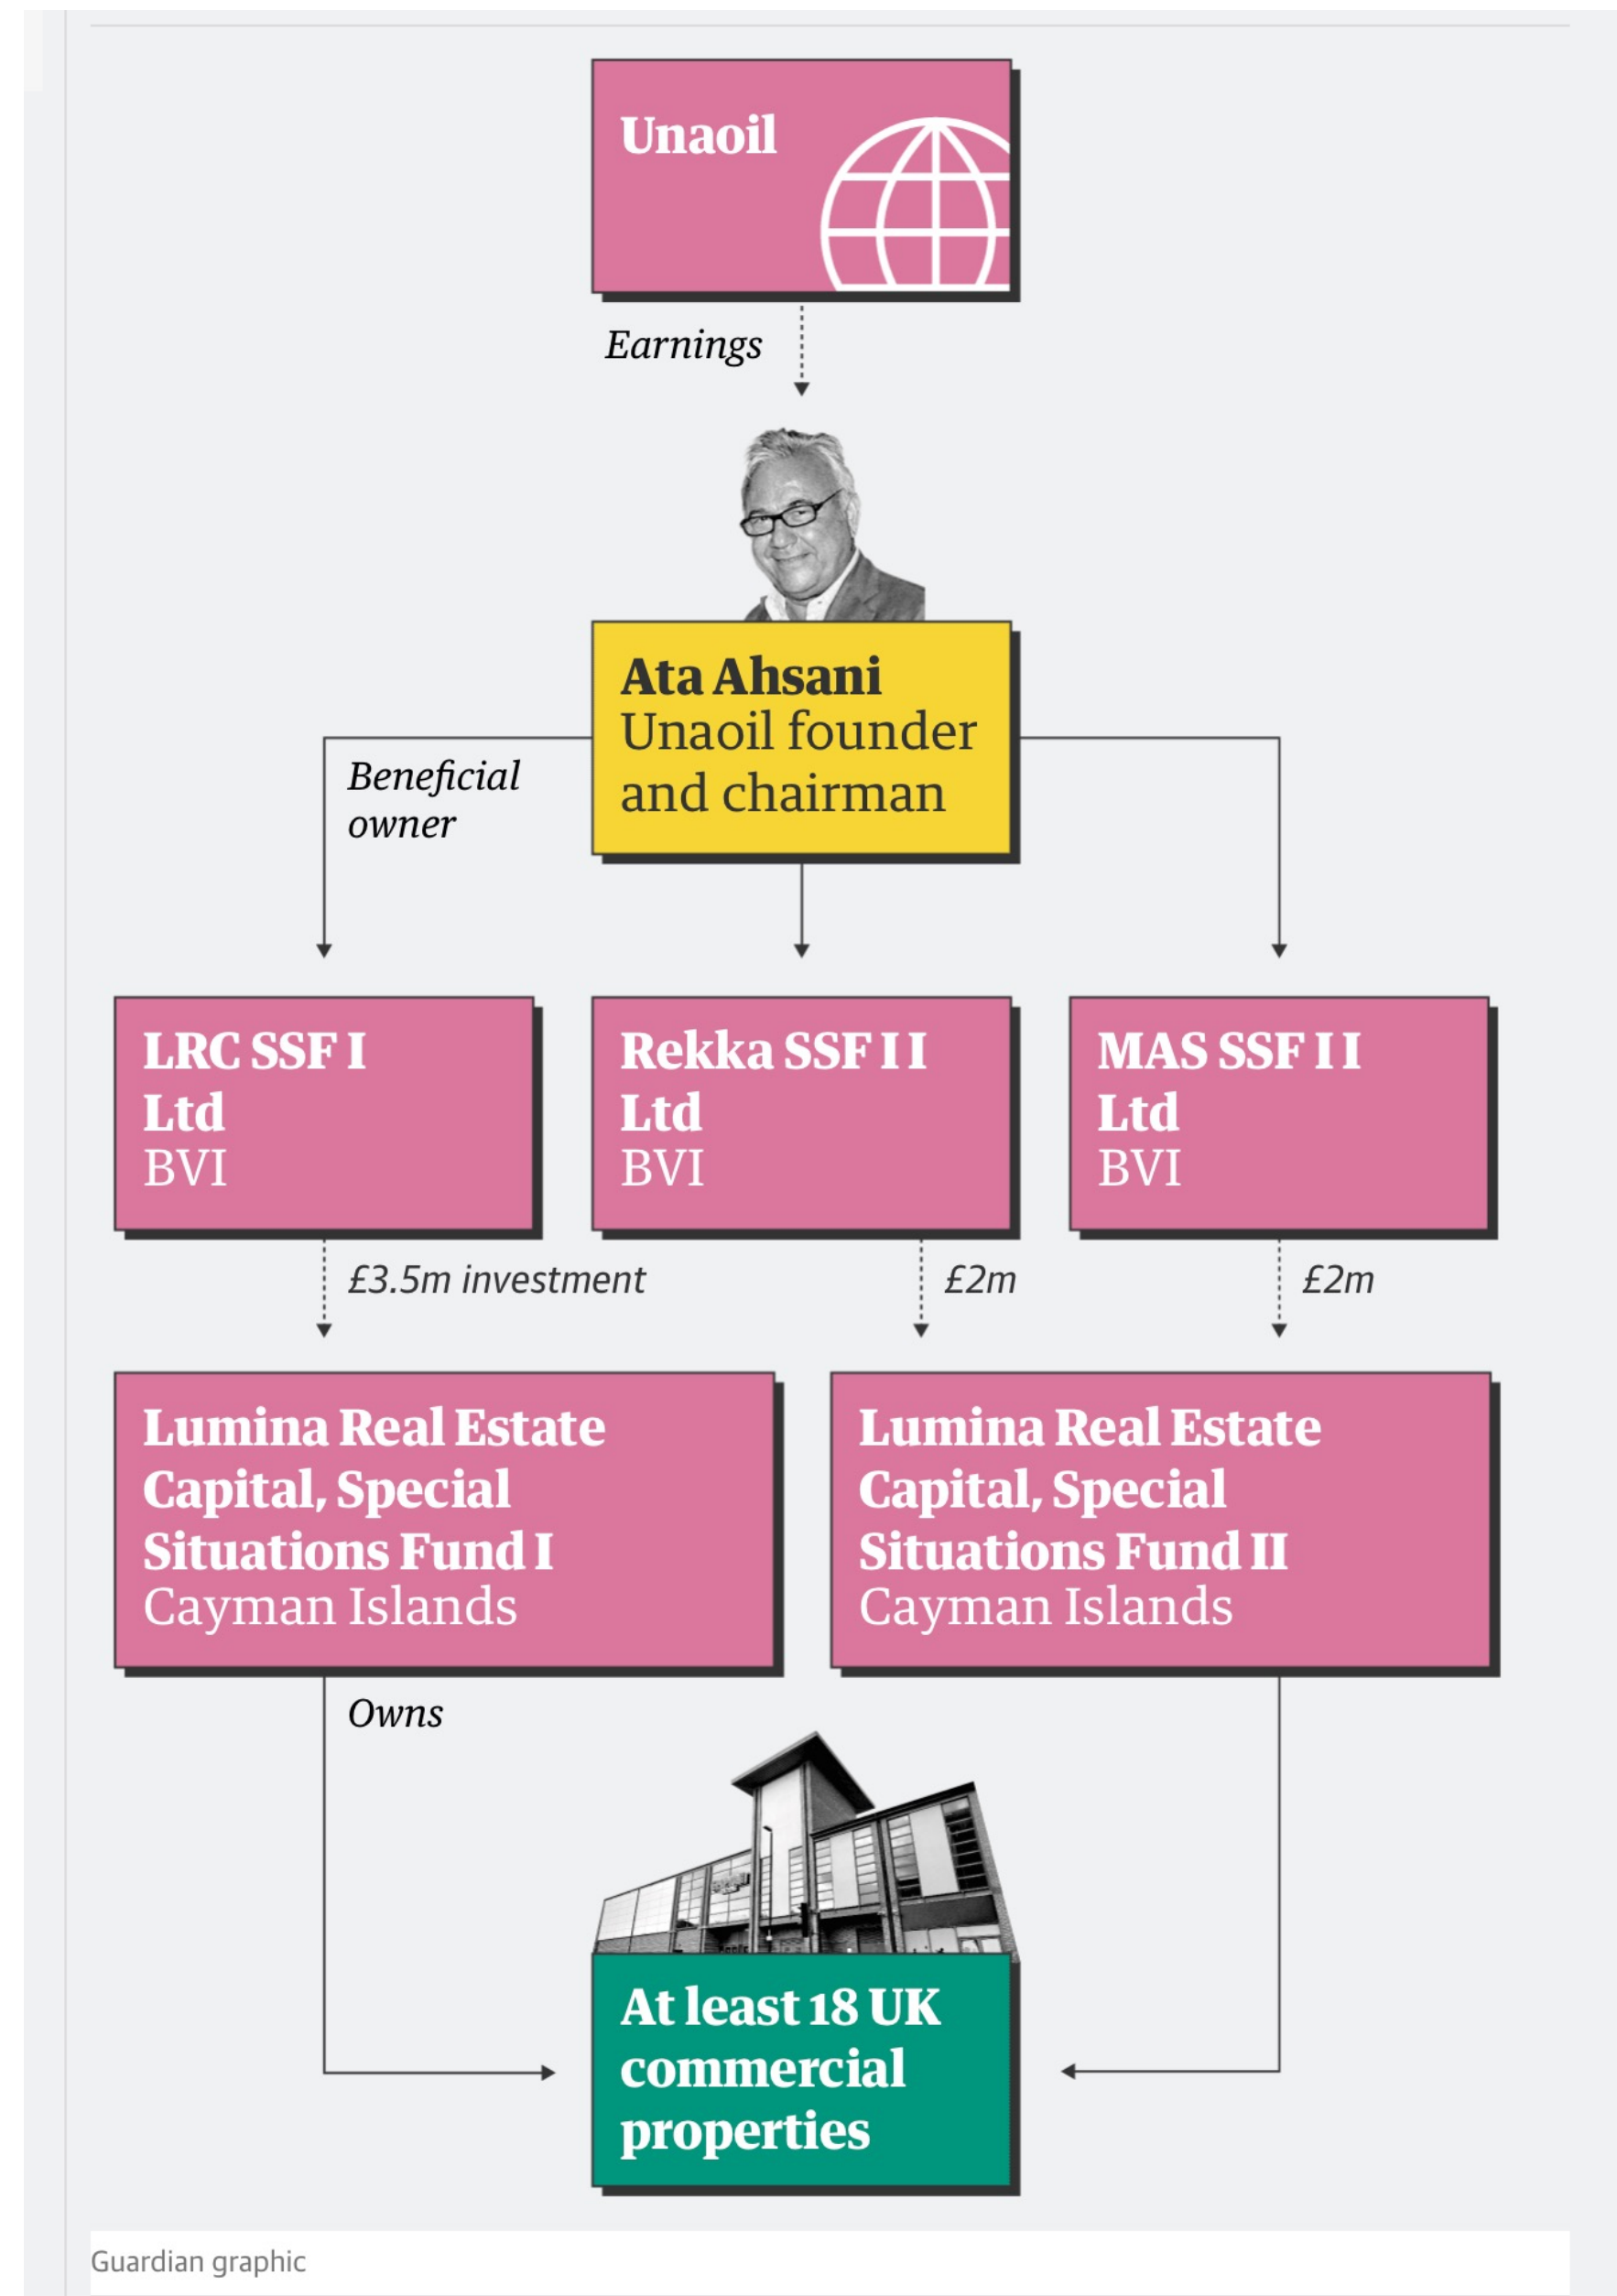 Unaoil
Earnings
Ata Ahsani
Unaoil founder
and chairman
Beneficial
owner
LRC SSF I
Ltd
BVI
Rekka SSF I I
Ltd
BVI
MAS SSF I I
Ltd
BVI
£3.5m investment
£2m
£2m
Lumina Real Estate
Capital, Special
Situations Fund I
Cayman Islands
Lumina Real Estate
Capital, Special
Situations Fund II
Cayman Islands
Owns
At least 18 UK
commercial
properties
Guardian graphic